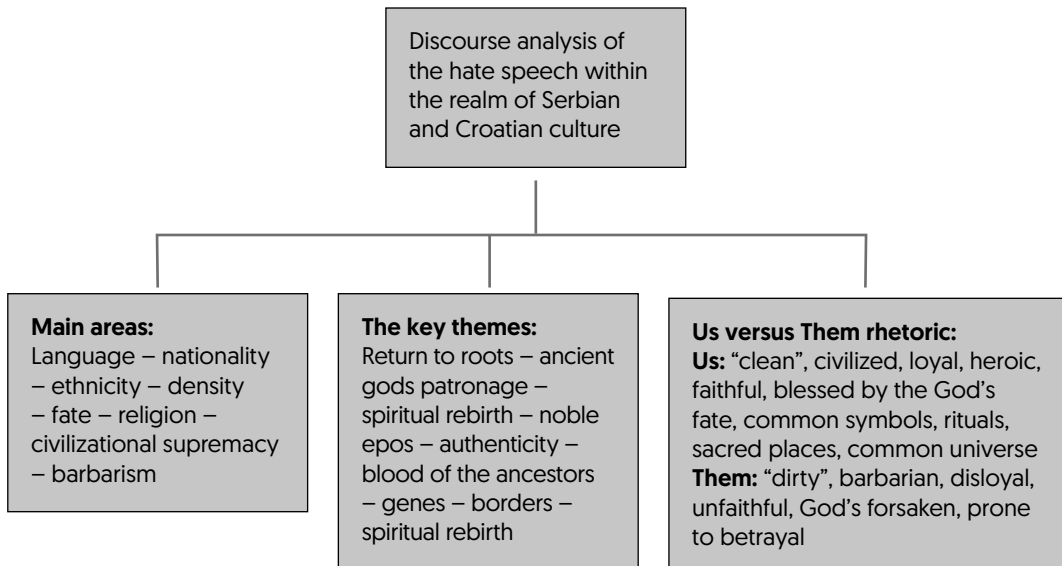 Discourse analysis of
the hate speech within
the realm of Serbian
and Croatian culture
Main areas:
Language – nationality
– ethnicity – density
– fate – religion –
civilizational supremacy
– barbarism
The key themes:
Return to roots – ancient
gods patronage –
spiritual rebirth – noble
epos – authenticity –
blood of the ancestors
– genes – borders –
spiritual rebirth
Us versus Them rhetoric:
Us: “clean”, civilized, loyal, heroic,
faithful, blessed by the God’s
fate, common symbols, rituals,
sacred places, common universe
Them: “dirty”, barbarian, disloyal,
unfaithful, God’s forsaken, prone
to betrayal